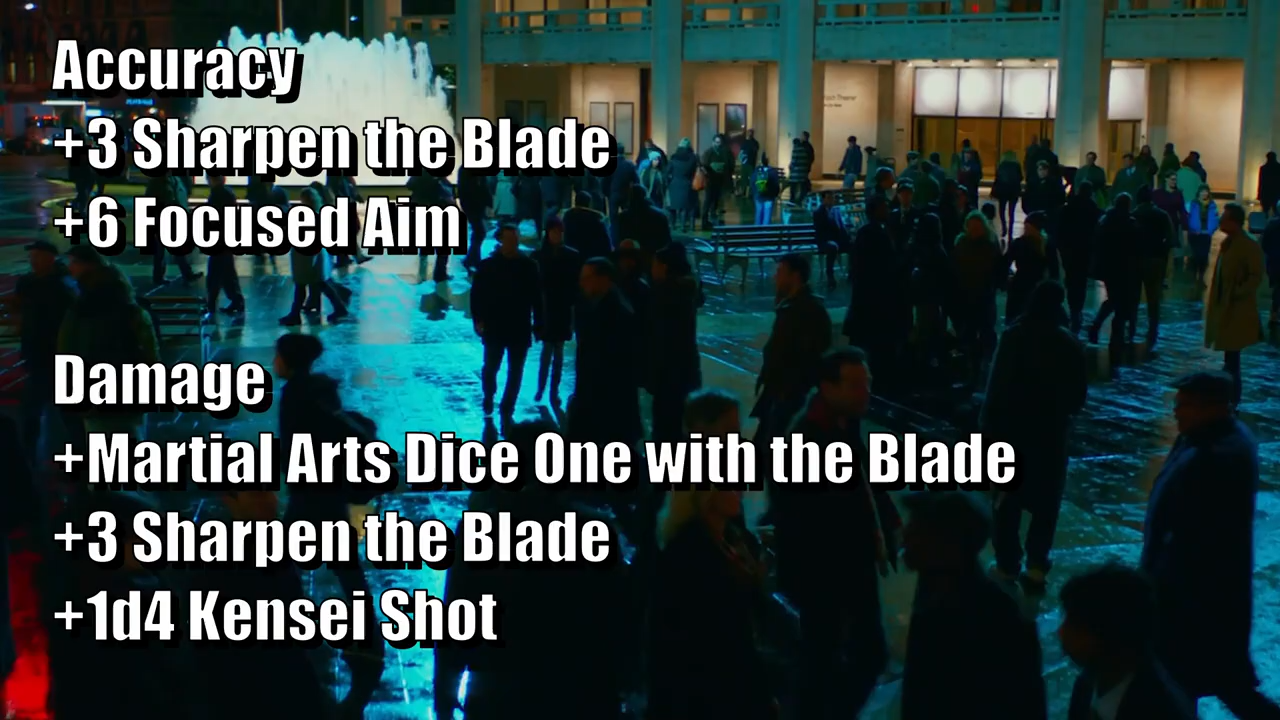 Accuracy
+3 Sharpen the Blade
+6 Focused Aim
Damage
+Martial Arts Dice One with the Blade
+3 Sharpen the Blade
+1d4 Kensei Shot